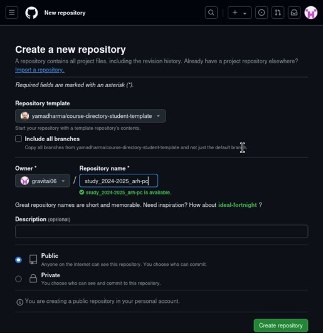 New repository
Create a new repository
A repository contains all project files, including the revision history. Already have a project repository elsewhere?
Import a repository.
Required fields are marked with an asterisk (*).
Repository template
yamadharma/course-directory-student-template
Start your repository with a template repository's contents.
Include all branches
Copy all branches from yamadharma/course-directory-student-template and not just the default branch.
Owner *
Repository name *
gravitai06 / study_2024-2025_arh-pc
study_2024-2025_arh-pc is available.
Great repository names are short and memorable. Need inspiration? How about ideal-fortnight ?
Description (optional)
Public
Anyone on the internet can see this repository. You choose who can commit.
Private
You choose who can see and commit to this repository.
You are creating a public repository in your personal account.
Create repository